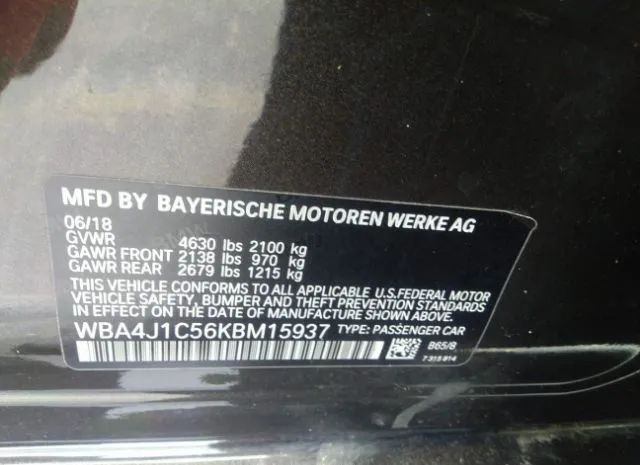 MFD BY BAYERISCHE MOTOREN WERKE AG
06/18
GVWR 4630 lbs 2100 kg
GAWR FRONT 2138 lbs 970 kg
GAWR REAR 2679 lbs 1215 kg
THIS VEHICLE CONFORMS TO ALL APPLICABLE U.S.FEDERAL MOTOR
VEHICLE SAFETY, BUMPER AND THEFT PREVENTION STANDARDS
IN EFFECT ON THE DATE OF MANUFACTURE SHOWN ABOVE.
WBA4J1C56KBM15937 TYPE: PASSENGER CAR
B65/8
7315914